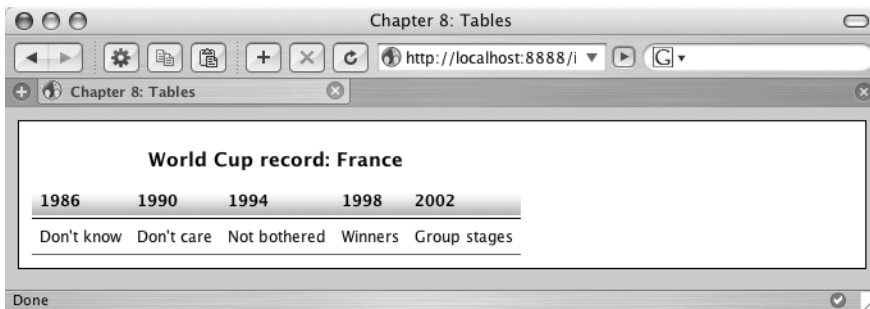 Chapter 8: Tables
http://localhost:8888/i
G
Chapter 8: Tables
World Cup record: France
1986 1990 1994 1998 2002
Don't know Don't care Not bothered Winners Group stages
Done